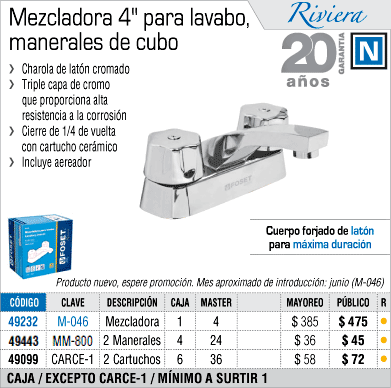 Mezcladora 4" para lavabo,
manerales de cubo
Riviera
20 años
GARANTIA
N
Charola de latón cromado
Triple capa de cromo
que proporciona alta
resistencia a la corrosión
Cierre de 1/4 de vuelta
con cartucho cerámico
Incluye aereador
FOSET
Cuerpo forjado de latón
para máxima duración
FOSET
Producto nuevo, espere promoción. Mes aproximado de introducción: junio (M-046)
CÓDIGO CLAVE DESCRIPCIÓN CAJA MASTER MAYOREO PÚBLICO R
49232 M-046 Mezcladora 1 4 $ 385 $ 475
49443 MM-800 2 Manerales 4 24 $ 36 $ 45
49099 CARCE-1 2 Cartuchos 6 36 $ 58 $ 72
CAJA / EXCEPTO CARCE-1 / MÍNIMO A SURTIR 1